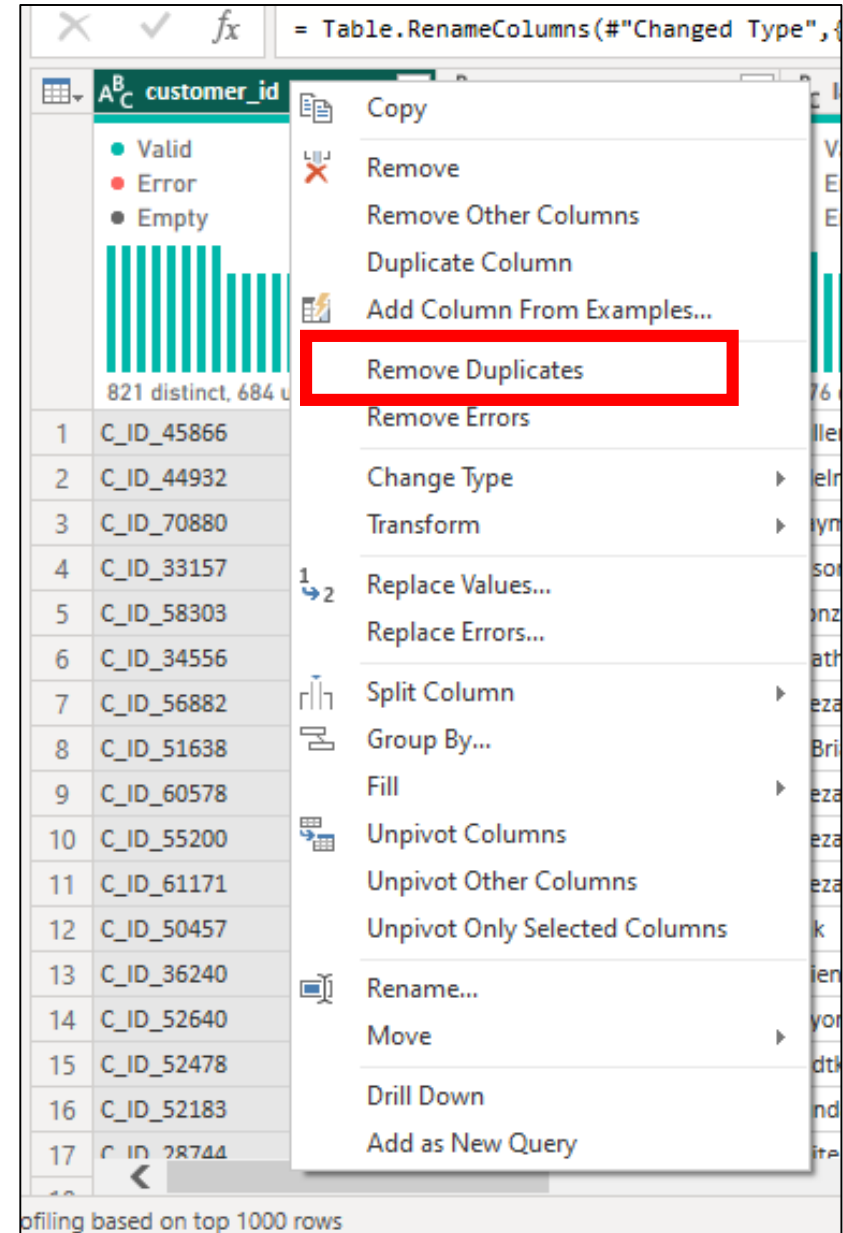 fx = Table.RenameColumns(#"Changed Type",{
ABC customer_id
Valid
Error
Empty
821 distinct, 684 u
1 C_ID_45866
2 C_ID_44932
3 C_ID_70880
4 C_ID_33157
5 C_ID_58303
6 C_ID_34556
7 C_ID_56882
8 C_ID_51638
9 C_ID_60578
10 C_ID_55200
11 C_ID_61171
12 C_ID_50457
13 C_ID_36240
14 C_ID_52640
15 C_ID_52478
16 C_ID_52183
17 C_ID_28744
Copy
Remove
Remove Other Columns
Duplicate Column
Add Column From Examples...
Remove Duplicates
Remove Errors
Change Type
Transform
Replace Values...
Replace Errors...
Split Column
Group By...
Fill
Unpivot Columns
Unpivot Other Columns
Unpivot Only Selected Columns
Rename...
Move
Drill Down
Add as New Query
ofiling based on top 1000 rows